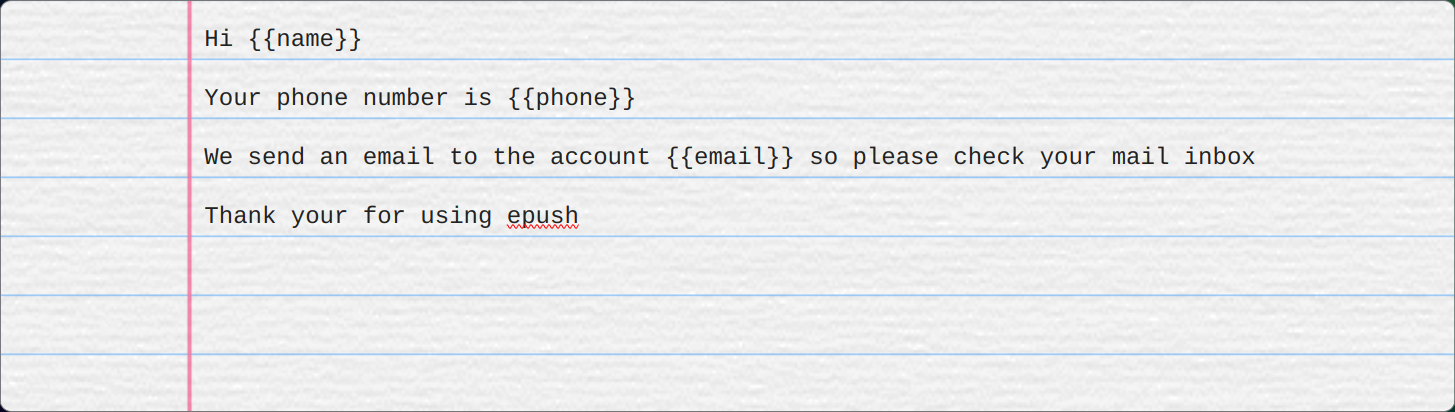 Hi {{name}}
Your phone number is {{phone}}
We send an email to the account {{email}} so please check your mail inbox
Thank your for using epush